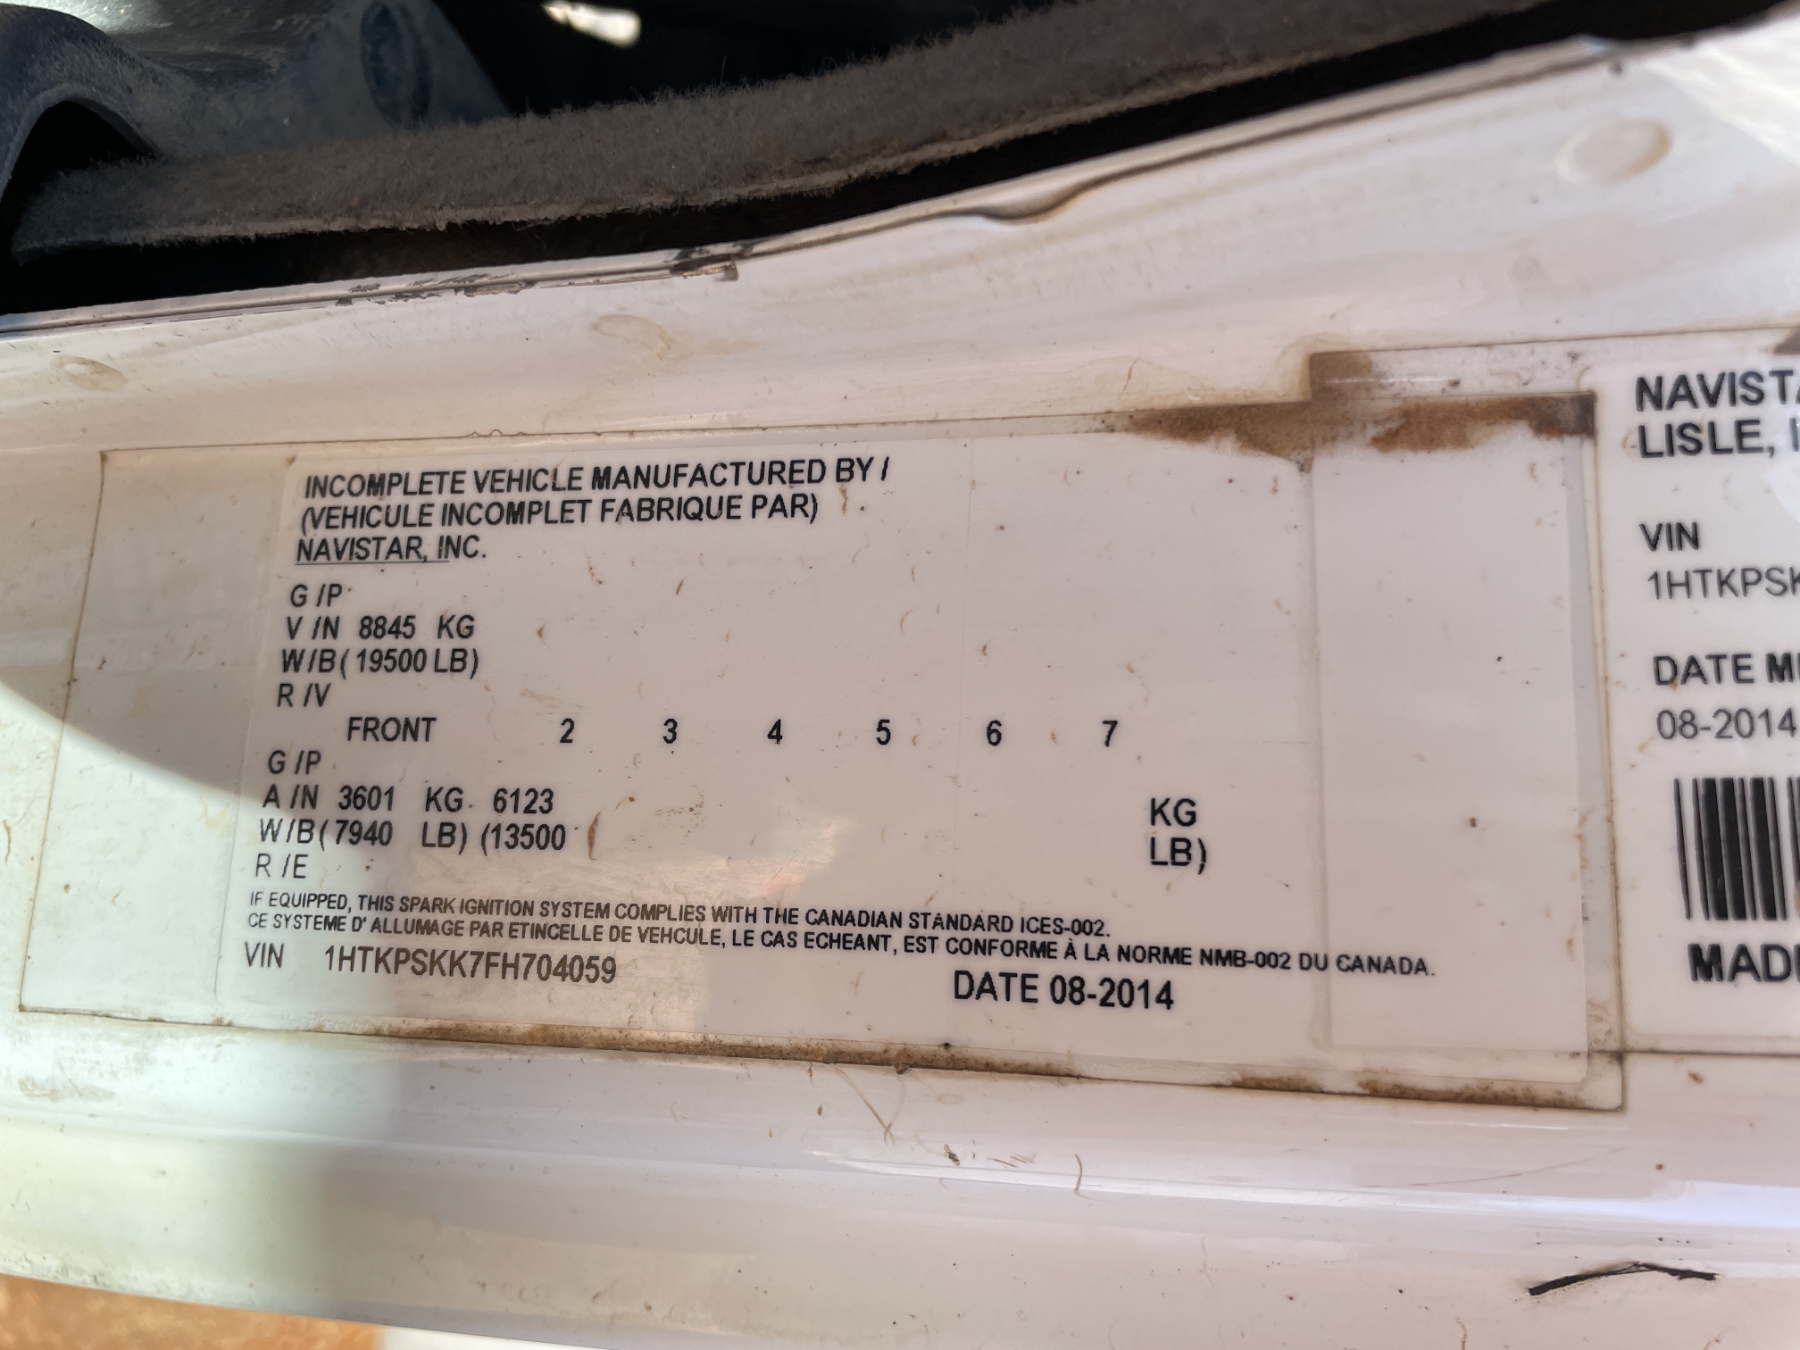 INCOMPLETE VEHICLE MANUFACTURED BY /
(VEHICULE INCOMPLET FABRIQUE PAR)
NAVISTAR, INC.
G /P
V /N 8845 KG
W/B( 19500 LB)
R /V
FRONT 2 3 4 5 6 7
G /P
A /N 3601 KG 6123 KG
W/B( 7940 LB) (13500 LB)
R /E
IF EQUIPPED, THIS SPARK IGNITION SYSTEM COMPLIES WITH THE CANADIAN STANDARD ICES-002.
CE SYSTEME D' ALLUMAGE PAR ETINCELLE DE VEHCULE, LE CAS ECHEANT, EST CONFORME À LA NORME NMB-002 DU CANADA.
VIN 1HTKPSKK7FH704059
DATE 08-2014
NAVISTA
LISLE,
VIN
1HTKPSK
DATE
08-2014
MAD